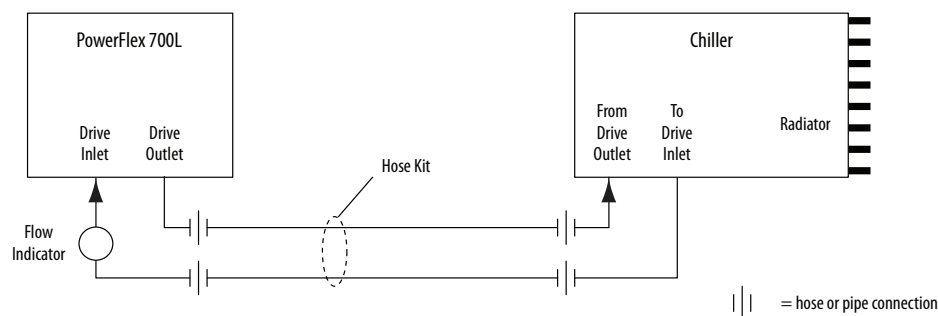 PowerFlex 700L
Drive
Inlet
Drive
Outlet
Flow
Indicator
Hose Kit
Chiller
From
Drive
Outlet
To
Drive
Inlet
Radiator
= hose or pipe connection